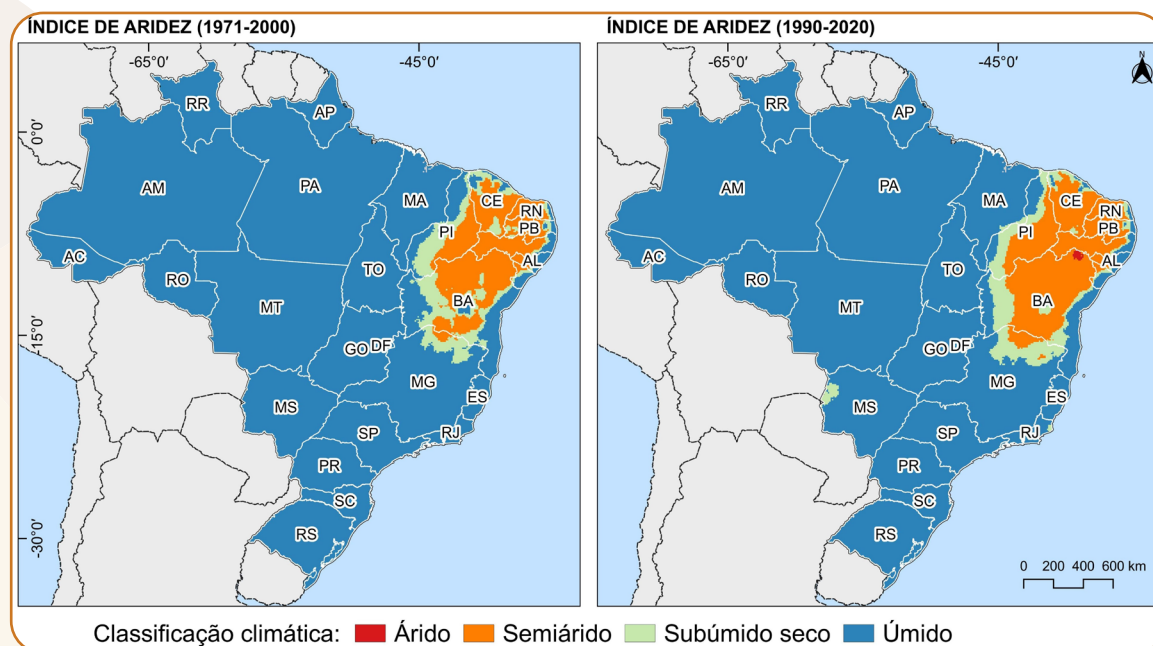 ÍNDICE DE ARIDEZ (1971-2000)
-65°0'
-45°0'
0°0'
-15°0'
-30°0'
RR
AP
AM
PA
MA
CE
RN
PB
PI
AL
AC
RO
TO
BA
MT
GO
DF
MG
ES
MS
SP
RJ
PR
SC
RS
ÍNDICE DE ARIDEZ (1990-2020)
-65°0'
-45°0'
N
RR
AP
AM
PA
MA
CE
RN
PB
PI
AL
AC
RO
TO
BA
MT
GO
DF
MG
ES
MS
SP
RJ
PR
SC
RS
0 200 400 600 km
Classificação climática: Árido Semiárido Subúmido seco Úmido